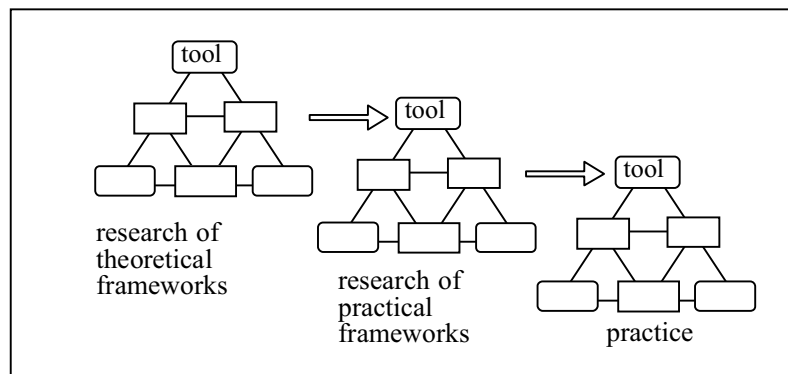 tool
tool
tool
research of
theoretical
frameworks
research of
practical
frameworks
practice